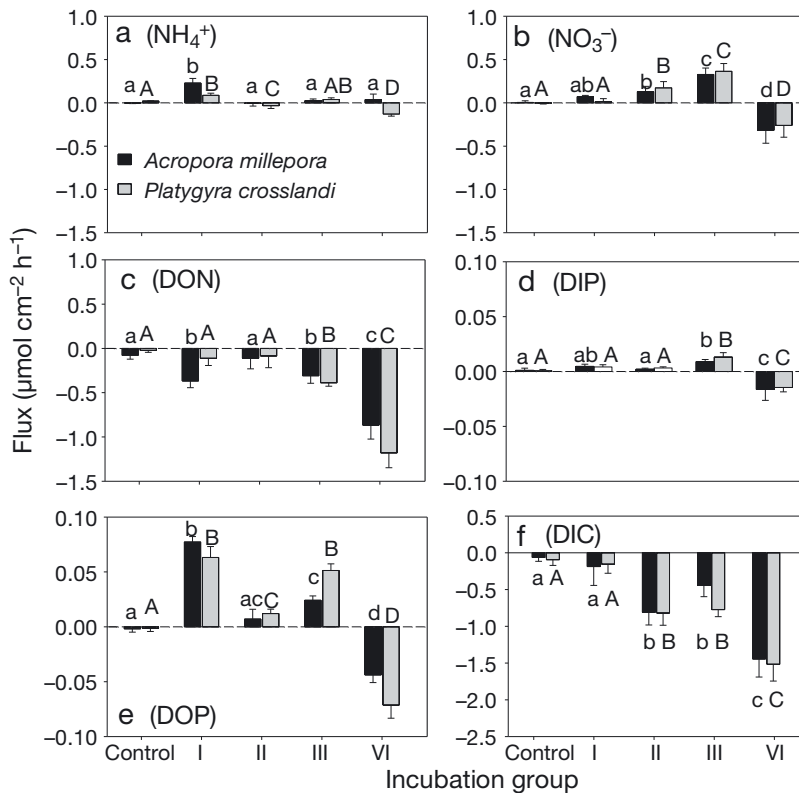 a (NH₄⁺)
1.0
0.5
0.0
−0.5
−1.0
−1.5
a A
b
B
a C
a AB
a
D
Acropora millepora
Platygyra crosslandi
b (NO₃⁻)
1.0
0.5
0.0
−0.5
−1.0
−1.5
a A
ab A
b
B
c C
d D
c (DON)
1.0
0.5
0.0
−0.5
−1.0
−1.5
a A
b A
a A
b B
c C
d (DIP)
0.10
0.05
0.00
−0.05
−0.10
a A
ab A
a A
b B
c C
e (DOP)
0.10
0.05
0.00
−0.05
−0.10
a A
b
B
ac C
c
B
d D
f (DIC)
0.5
0.0
−0.5
−1.0
−1.5
−2.0
−2.5
a A
a A
b B
b B
c C
Flux (μmol cm⁻² h⁻¹)
Control I II III VI
Control I II III VI
Incubation group